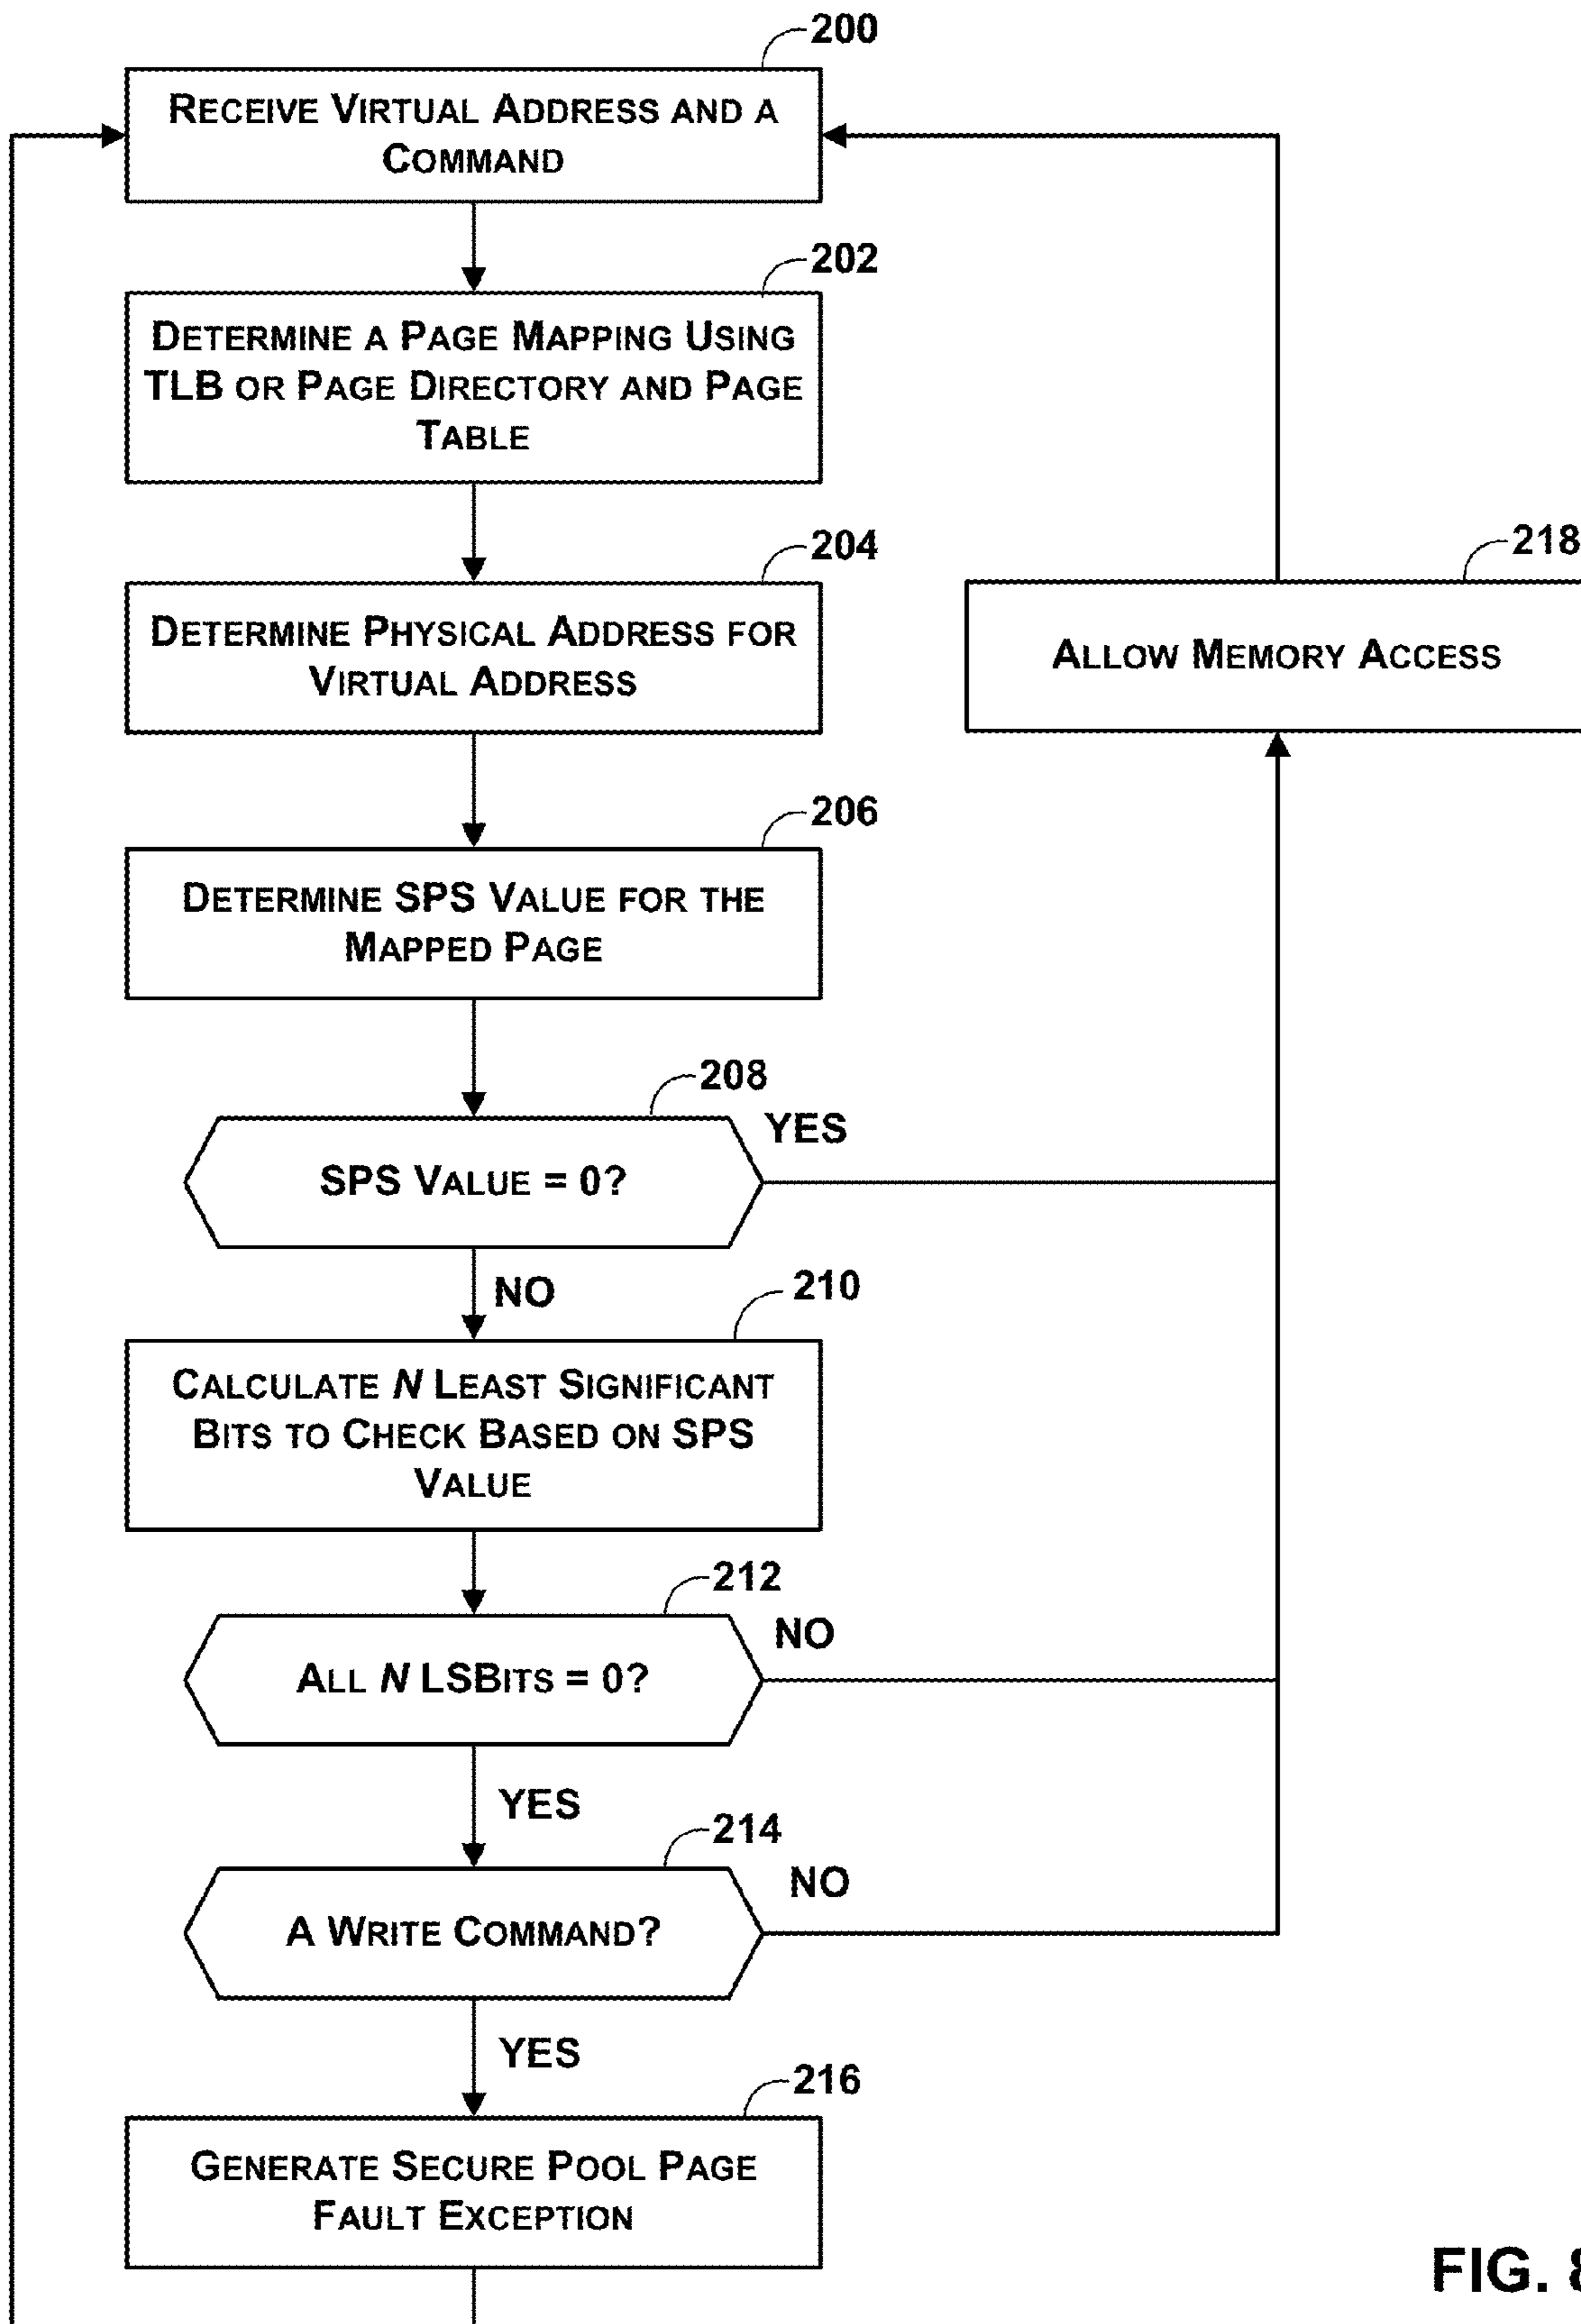 200
RECEIVE VIRTUAL ADDRESS AND A
COMMAND
202
DETERMINE A PAGE MAPPING USING
TLB OR PAGE DIRECTORY AND PAGE
TABLE
204
DETERMINE PHYSICAL ADDRESS FOR
VIRTUAL ADDRESS
218
ALLOW MEMORY ACCESS
206
DETERMINE SPS VALUE FOR THE
MAPPED PAGE
208
SPS VALUE = 0?
YES
NO
210
CALCULATE N LEAST SIGNIFICANT
BITS TO CHECK BASED ON SPS
VALUE
212
ALL N LSBITS = 0?
NO
YES
214
A WRITE COMMAND?
NO
YES
216
GENERATE SECURE POOL PAGE
FAULT EXCEPTION
FIG. 8